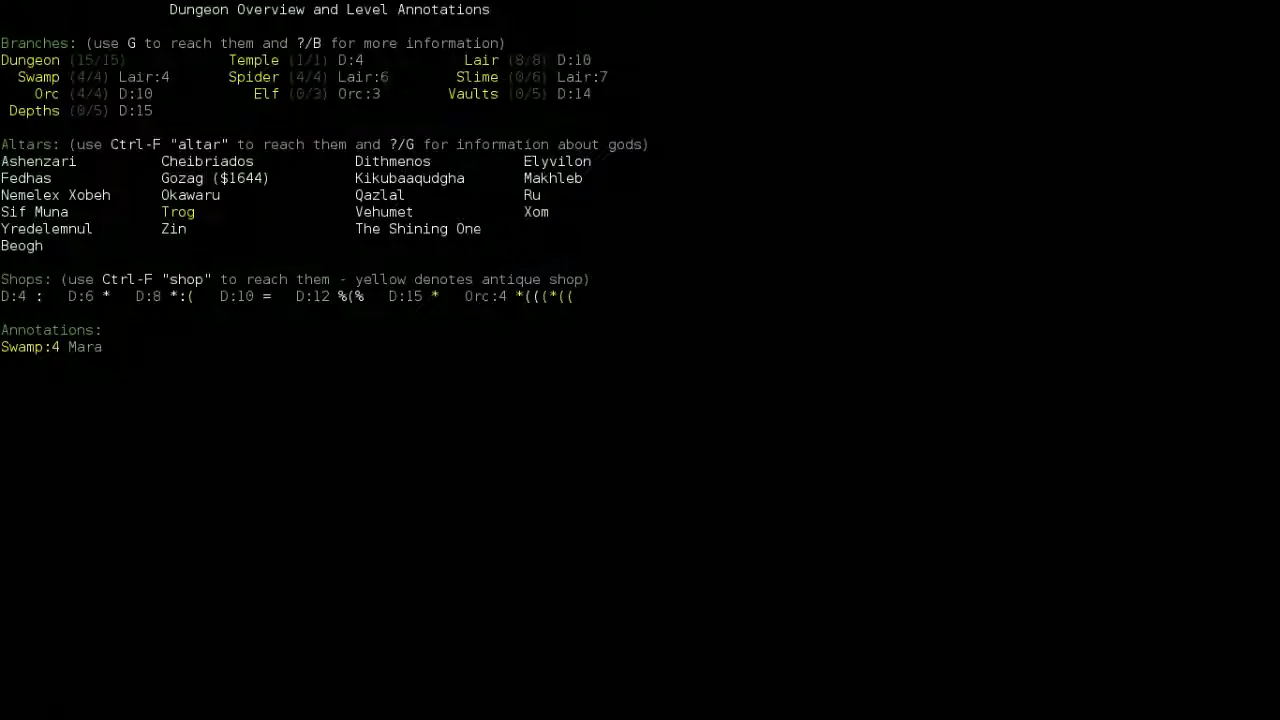 Dungeon Overview and Level Annotations
Branches: (use G to reach them and ?/B for more information)
Dungeon (15/15) Temple (1/1) D:4 Lair (8/8) D:10
Swamp (4/4) Lair:4 Spider (4/4) Lair:6 Slime (0/6) Lair:7
Orc (4/4) D:10 Elf (0/3) Orc:3 Vaults (0/5) D:14
Depths (0/5) D:15
Altars: (use Ctrl-F "altar" to reach them and ?/G for information about gods)
Ashenzari Cheibriados Dithmenos Elyvilon
Fedhas Gozag ($1644) Kikubaaqudgha Makhleb
Nemelex Xobeh Okawaru Qazlal Ru
Sif Muna Trog Vehumet Xom
Yredelemnul Zin The Shining One
Beogh
Shops: (use Ctrl-F "shop" to reach them - yellow denotes antique shop)
D:4 : D:6 * D:8 *:( D:10 = D:12 %(% D:15 * Orc:4 *(((*((
Annotations:
Swamp:4 Mara